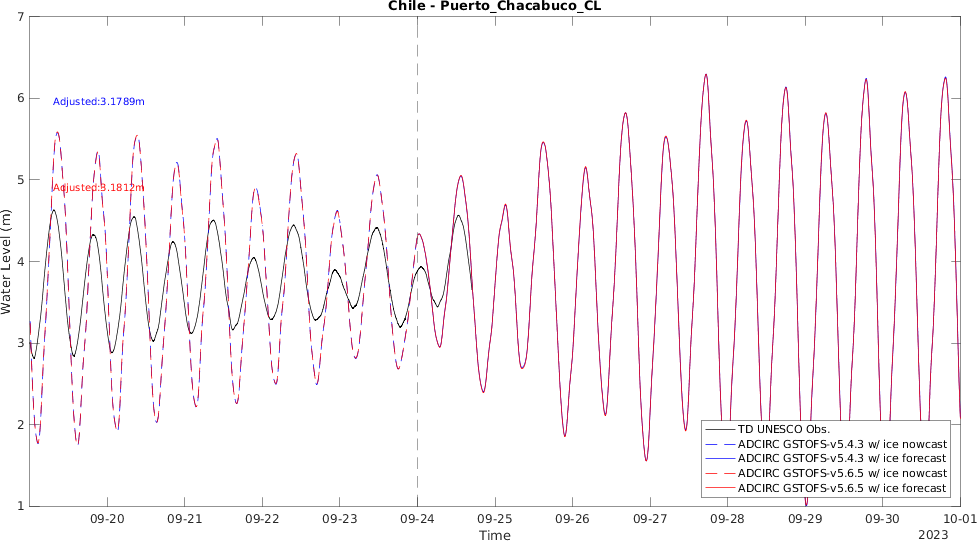 Chile - Puerto_Chacabuco_CL
7
6
5
4
3
2
1
Water Level (m)
Adjusted:3.1789m
Adjusted:3.1812m
TD UNESCO Obs.
ADCIRC GSTOFS-v5.4.3 w/ ice nowcast
ADCIRC GSTOFS-v5.4.3 w/ ice forecast
ADCIRC GSTOFS-v5.6.5 w/ ice nowcast
ADCIRC GSTOFS-v5.6.5 w/ ice forecast
09-20 09-21 09-22 09-23 09-24 09-25 09-26 09-27 09-28 09-29 09-30 10-01
Time
2023